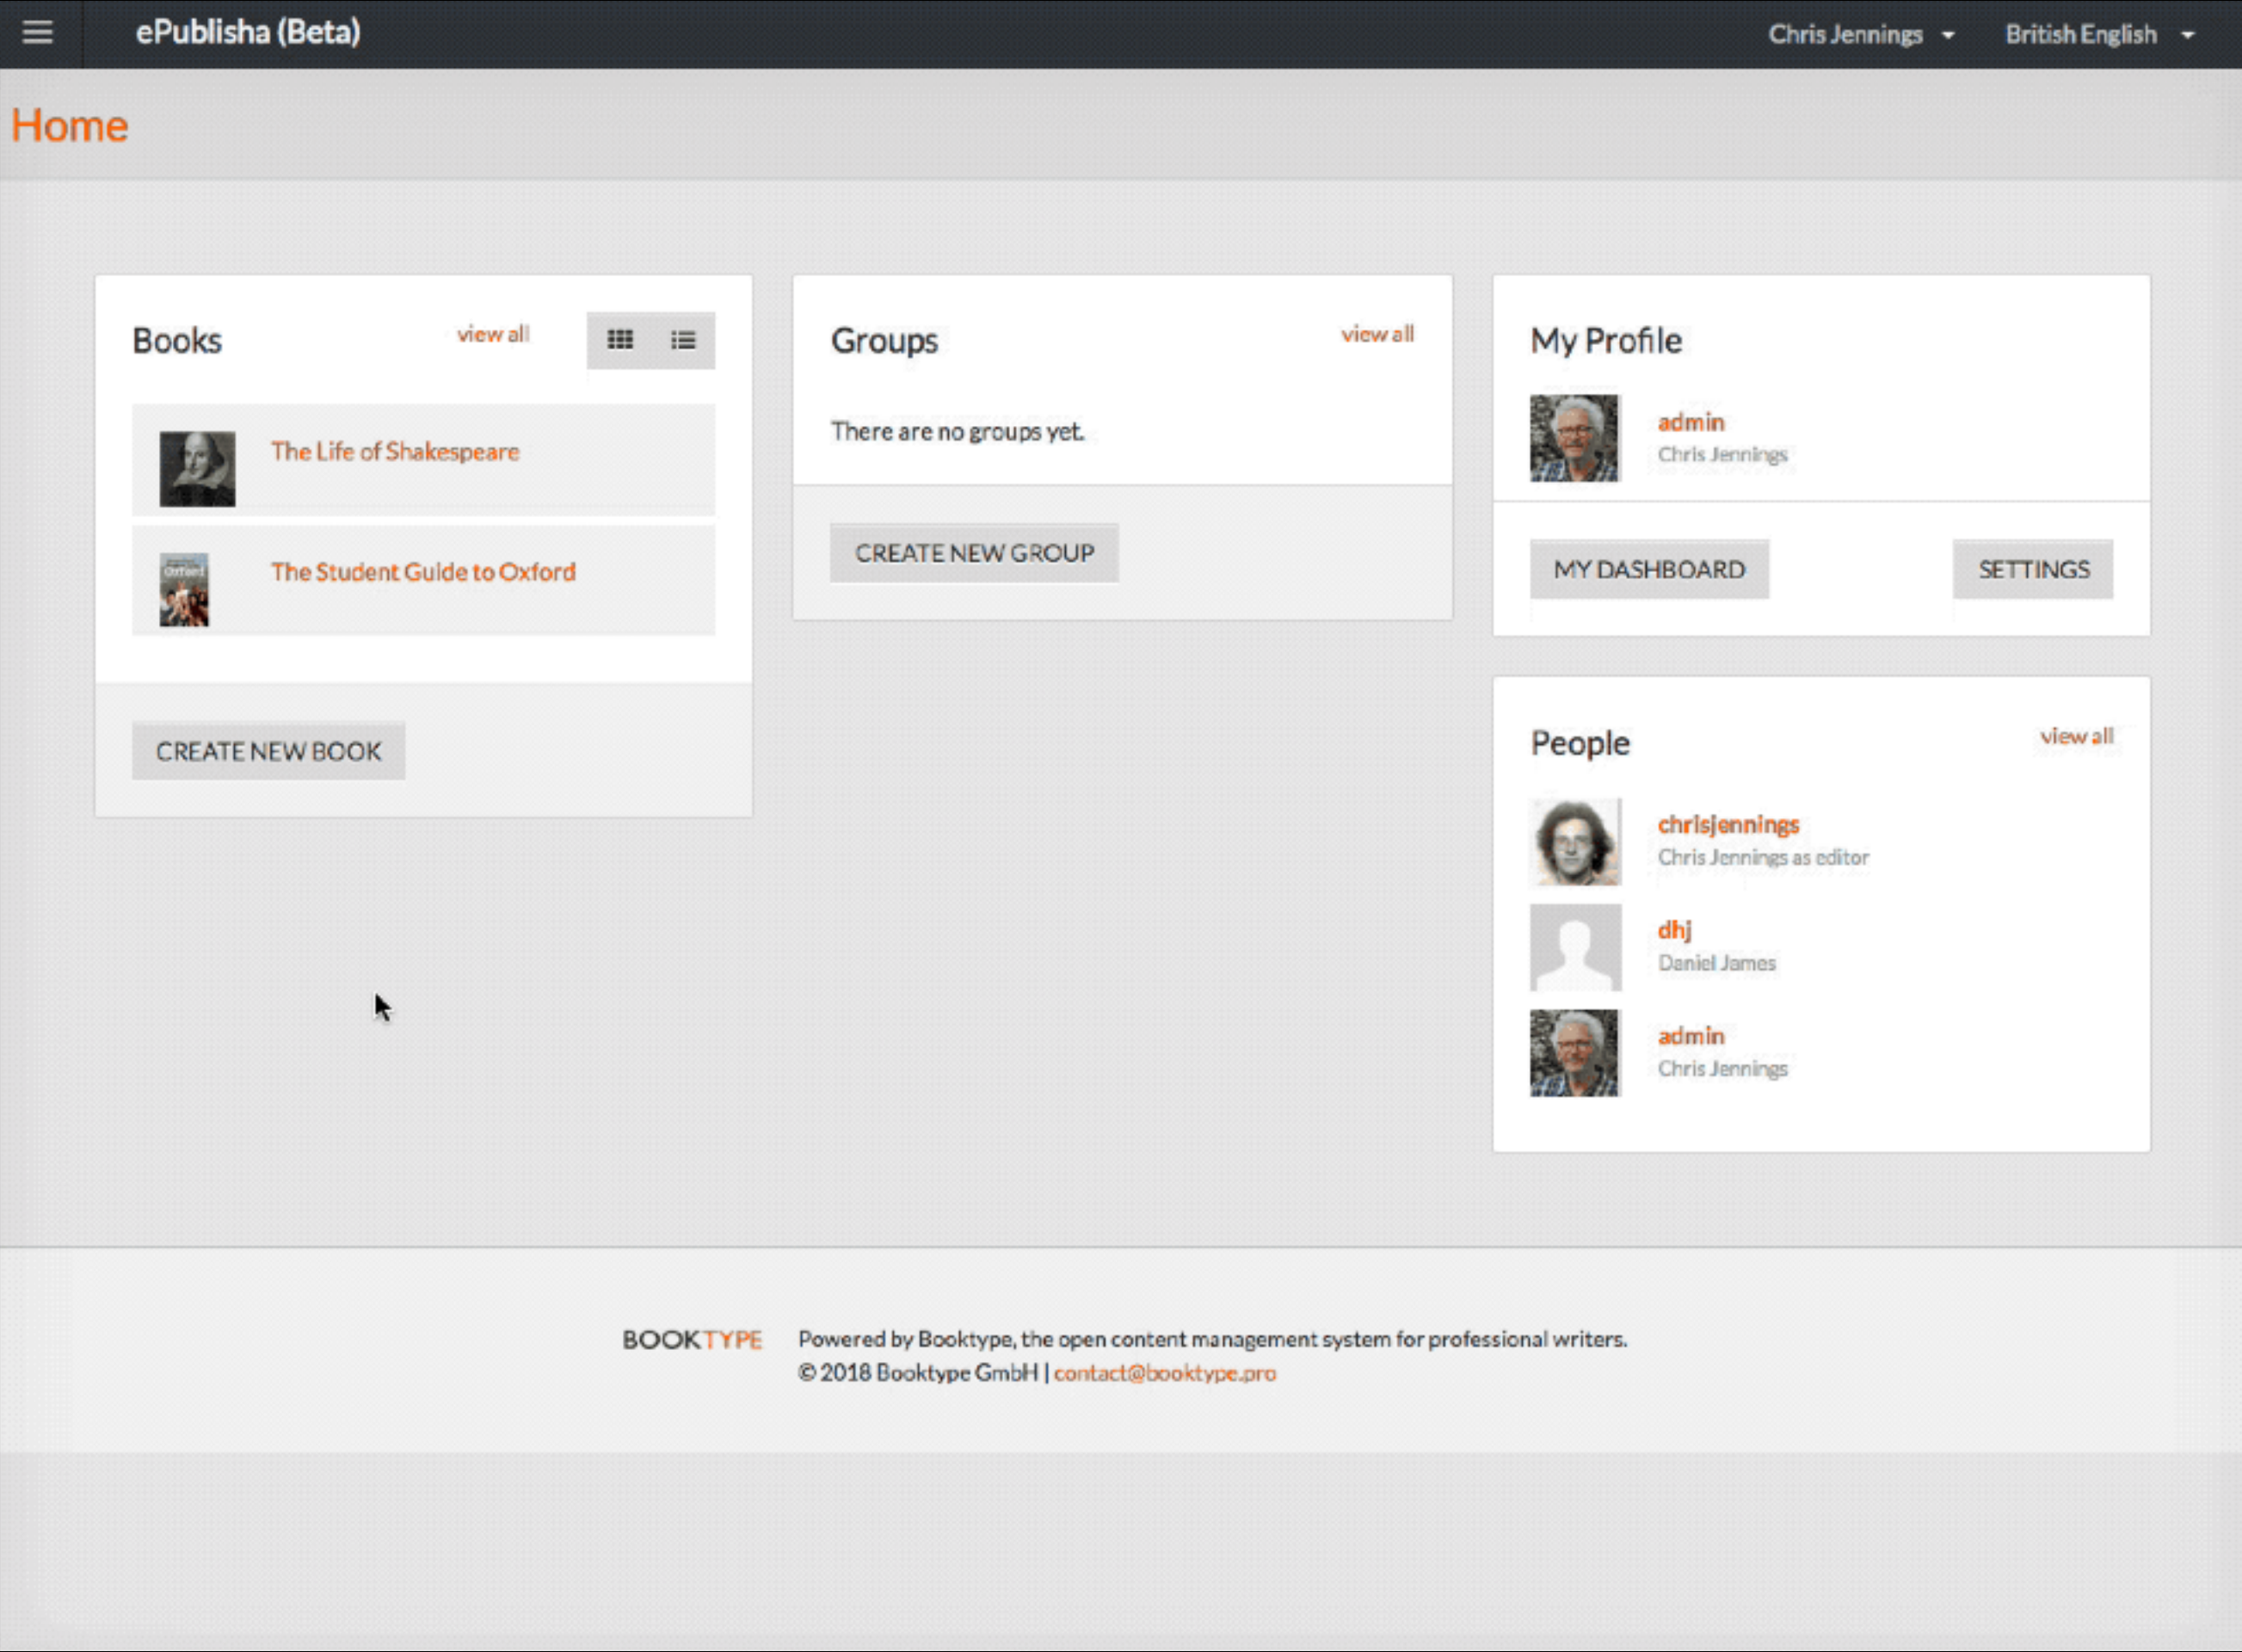 ePublisha (Beta)
Chris Jennings
British English
Home
Books
view all
The Life of Shakespeare
Oxford
The Student Guide to Oxford
CREATE NEW BOOK
Groups
view all
There are no groups yet.
CREATE NEW GROUP
My Profile
admin
Chris Jennings
MY DASHBOARD
SETTINGS
People
view all
chrisjennings
Chris Jennings as editor
dhj
Daniel James
admin
Chris Jennings
BOOKTYPE
Powered by Booktype, the open content management system for professional writers.
© 2018 Booktype GmbH | contact@booktype.pro